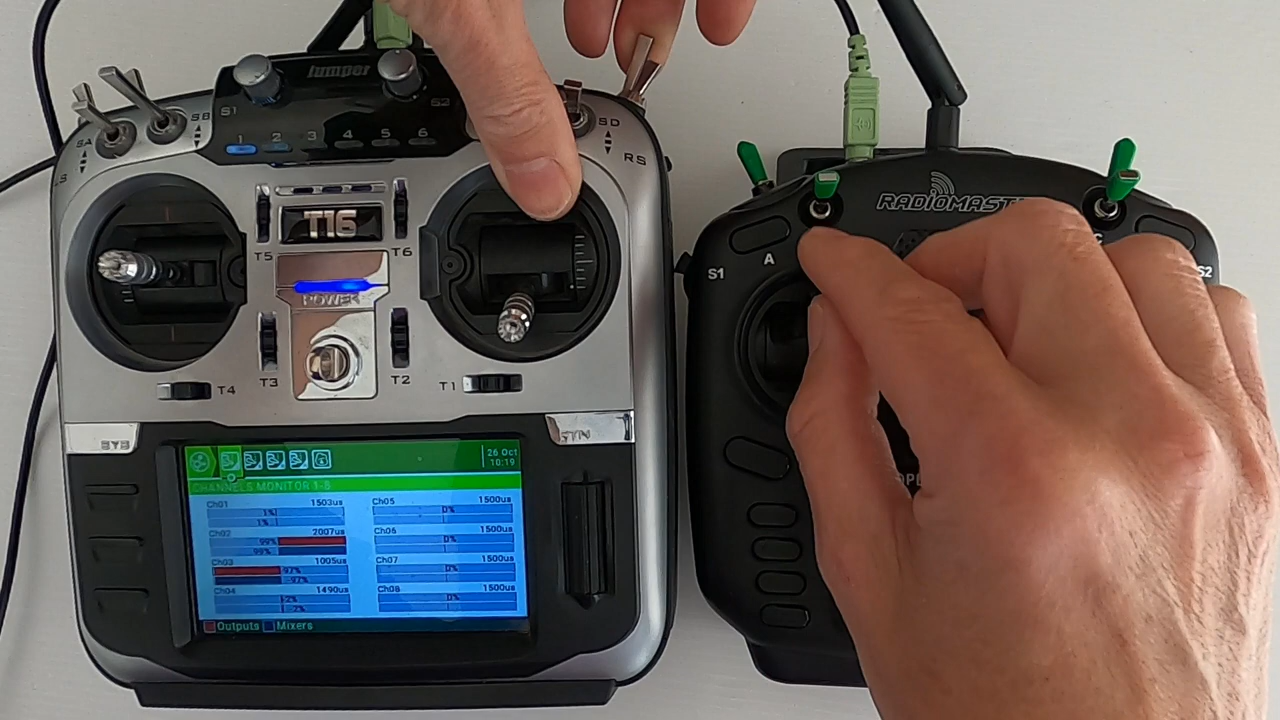 Jumper
S1
S2
1 2 3 4 5 6
SA
SB
SD
RS
T16
T5
T6
POWER
T3
T2
T4
T1
SYS
26 Oct
10:19
CHANNELS MONITOR 1-8
Ch01 1503us
1%
1%
Ch02 2007us
99%
99%
Ch03 1005us
-97%
-97%
Ch04 1490us
-2%
-2%
Ch05 1500us
0%
Ch06 1500us
0%
Ch07 1500us
0%
Ch08 1500us
0%
Outputs Mixers
RADIOMAST
S1
A
S2